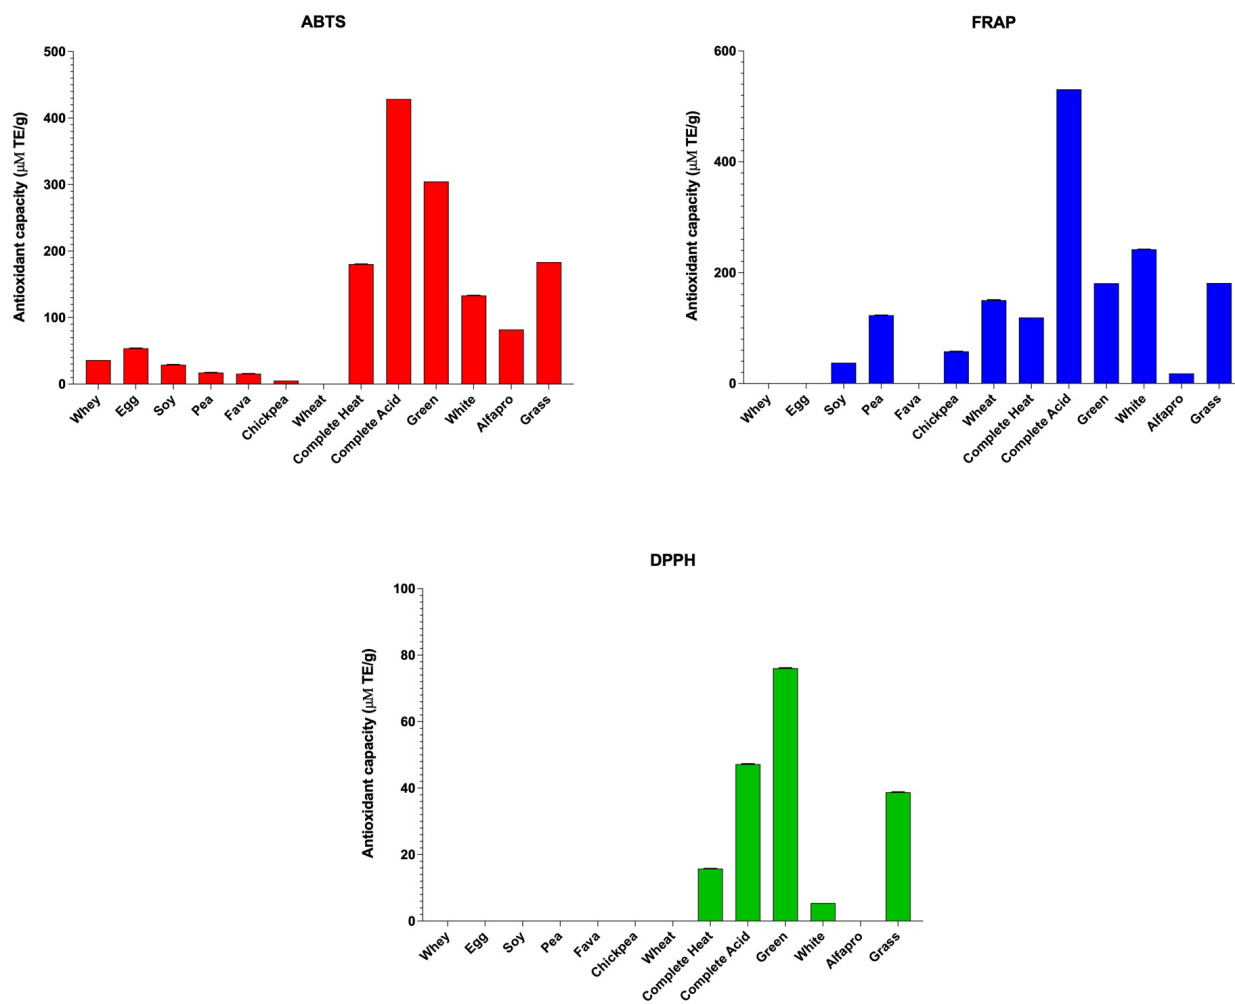 ABTS
Antioxidant capacity (μM TE/g)
500
400
300
200
100
0
Whey
Egg
Soy
Pea
Fava
Chickpea
Wheat
Complete Heat
Complete Acid
Green
White
Alfapro
Grass
FRAP
Antioxidant capacity (μM TE/g)
600
400
200
0
Whey
Egg
Soy
Pea
Fava
Chickpea
Wheat
Complete Heat
Complete Acid
Green
White
Alfapro
Grass
DPPH
Antioxidant capacity (μM TE/g)
100
80
60
40
20
0
Whey
Egg
Soy
Pea
Fava
Chickpea
Wheat
Complete Heat
Complete Acid
Green
White
Alfapro
Grass